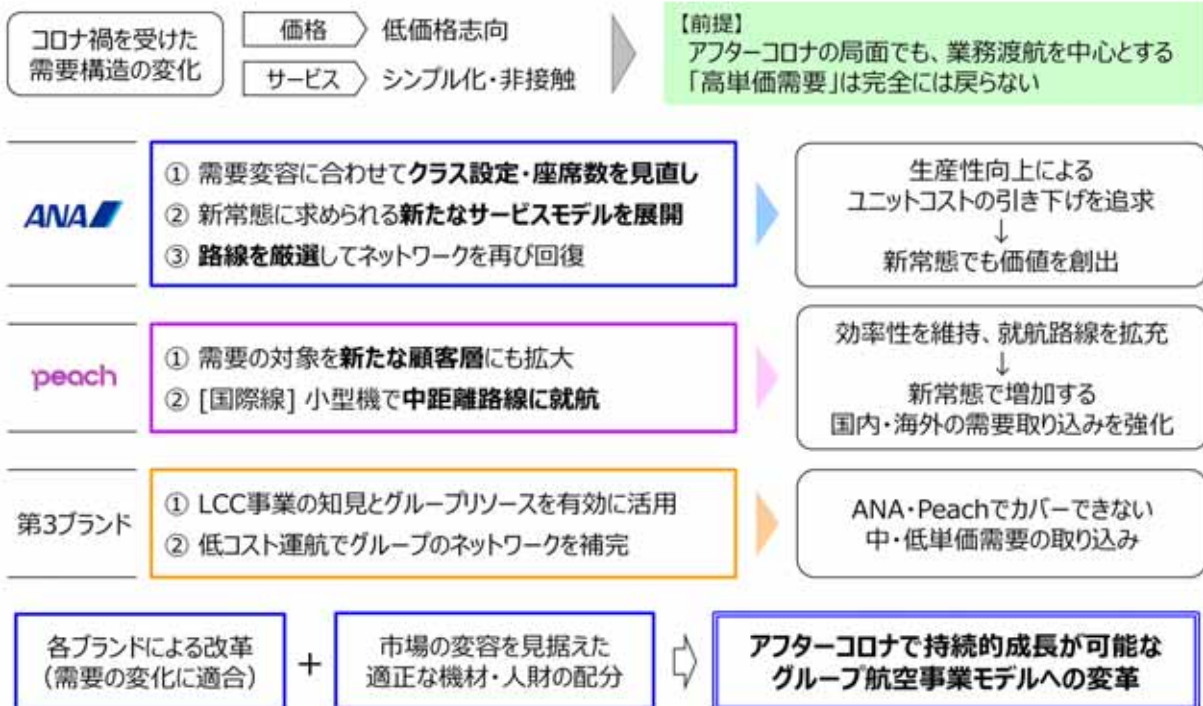 コロナ禍を受けた
需要構造の変化
価格
低価格志向
サービス
シンプル化・非接触
【前提】
アフターコロナの局面でも、業務渡航を中心とする
「高単価需要」は完全には戻らない
ANA
① 需要変容に合わせてクラス設定・座席数を見直し
② 新常態に求められる新たなサービスモデルを展開
③ 路線を厳選してネットワークを再び回復
生産性向上による
ユニットコストの引き下げを追求
↓
新常態でも価値を創出
peach
① 需要の対象を新たな顧客層にも拡大
② [国際線] 小型機で中距離路線に就航
効率性を維持、就航路線を拡充
↓
新常態で増加する
国内・海外の需要取り込みを強化
第3ブランド
① LCC事業の知見とグループリソースを有効に活用
② 低コスト運航でグループのネットワークを補完
ANA・Peachでカバーできない
中・低単価需要の取り込み
各ブランドによる改革
(需要の変化に適合)
+
市場の変容を見据えた
適正な機材・人財の配分
アフターコロナで持続的成長が可能な
グループ航空事業モデルへの変革